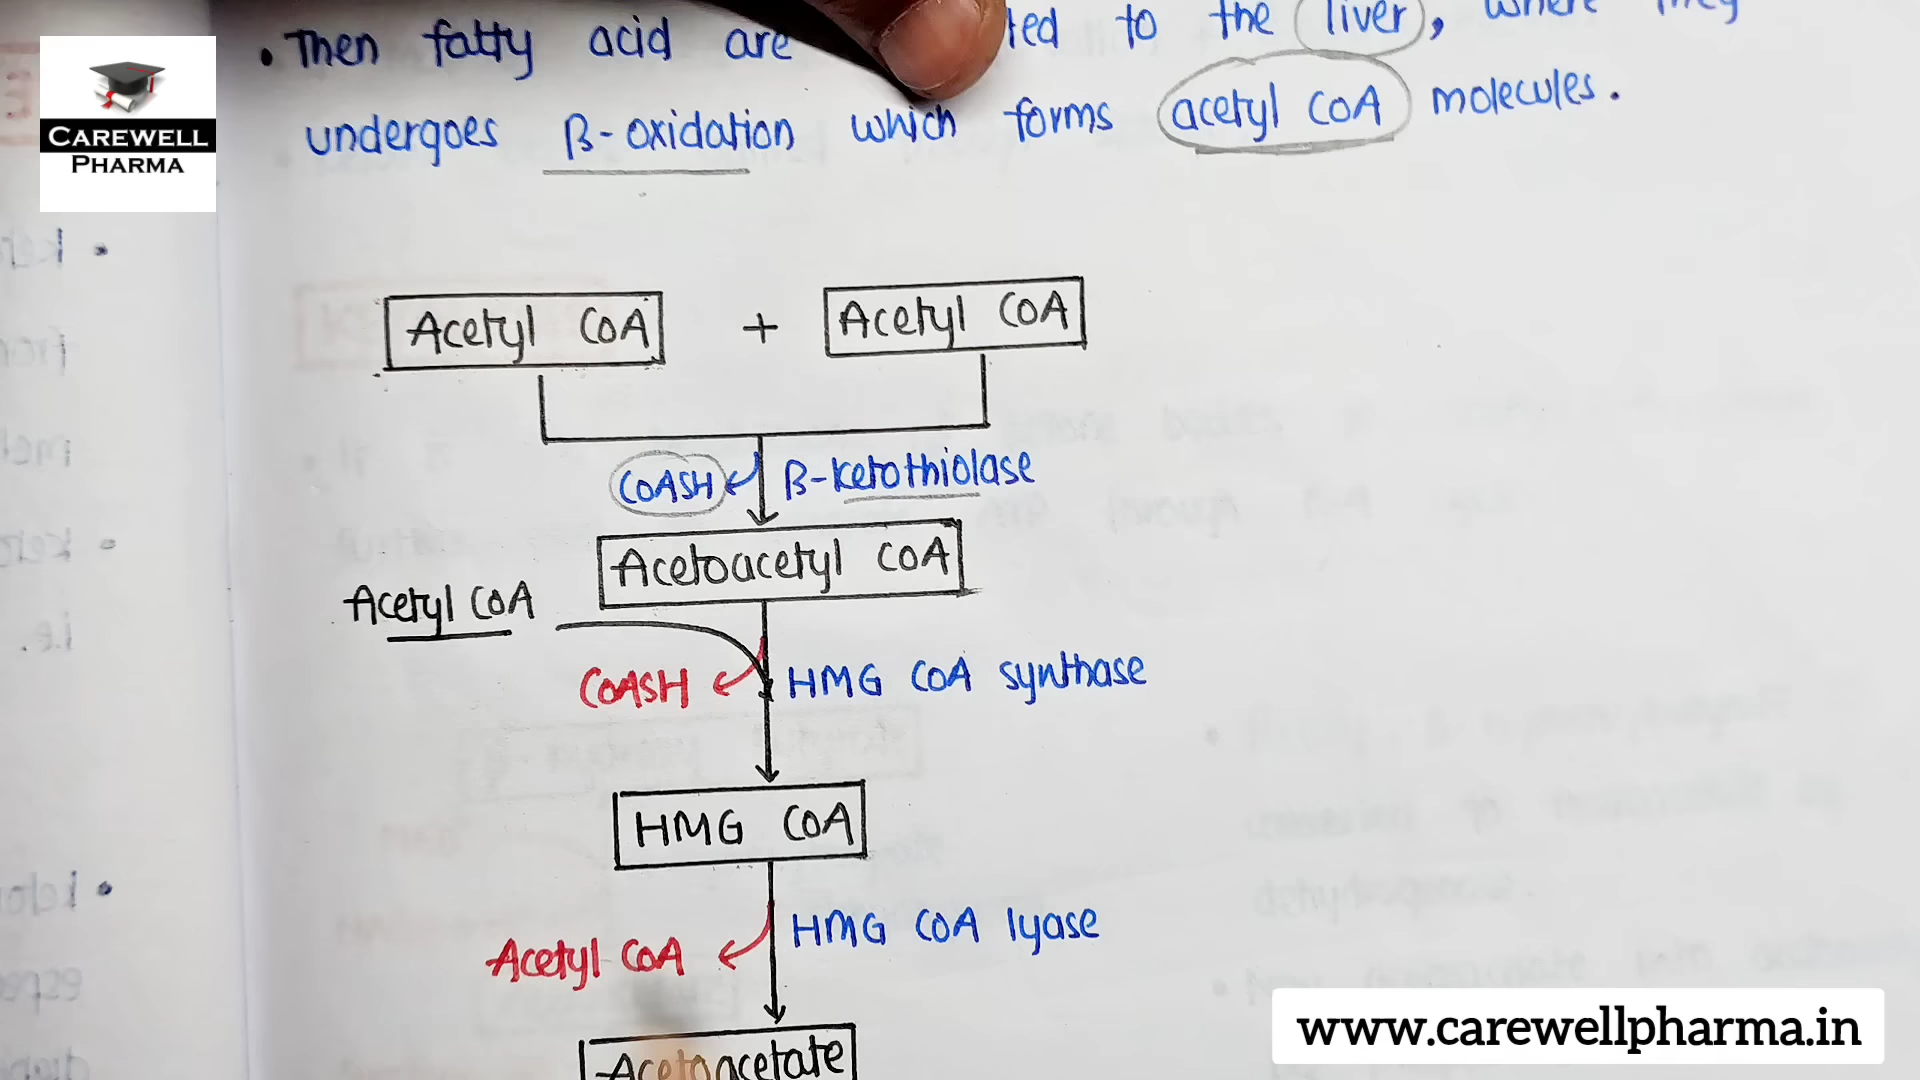 • Then fatty acid are ted to the liver, where they
undergoes β-oxidation which forms acetyl CoA molecules.
CAREWELL
PHARMA
Acetyl CoA + Acetyl CoA
CoASH β-ketothiolase
Acetoacetyl CoA
Acetyl CoA
CoASH HMG CoA synthase
HMG CoA
HMG CoA lyase
Acetyl CoA
Acetoacetate
www.carewellpharma.in